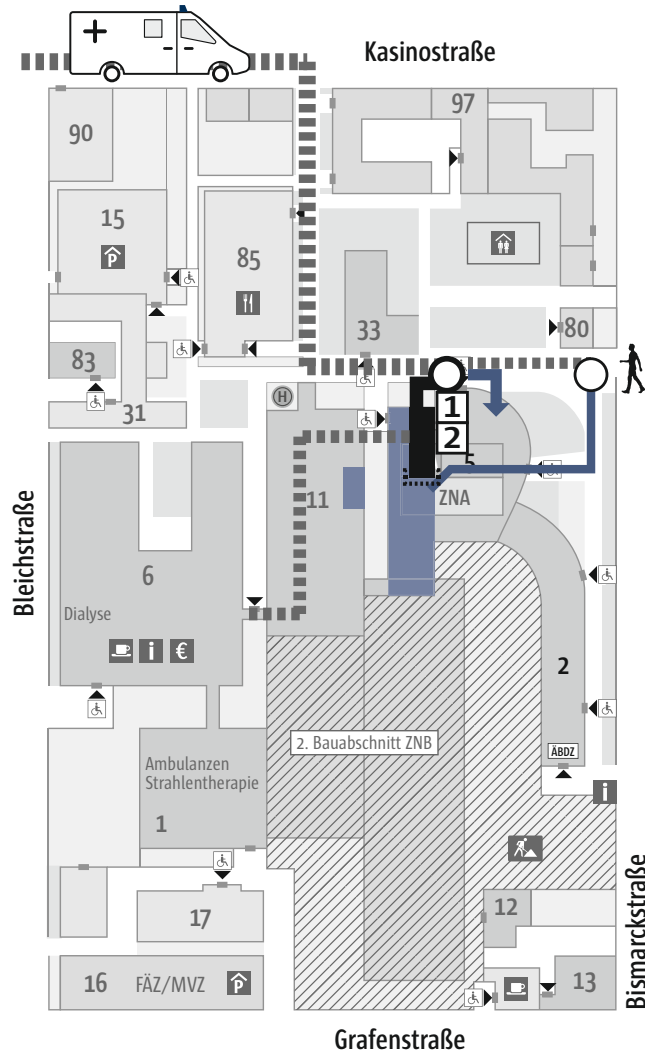 Kasinostraße
97
90
15
P
85
33
80
83
31
H
1
2
5
11
ZNA
Bleichstraße
6
Dialyse
i
€
2
2. Bauabschnitt ZNB
ÄBDZ
Ambulanzen
Strahlentherapie
1
i
12
17
Bismarckstraße
16
FÄZ/MVZ
P
13
Grafenstraße